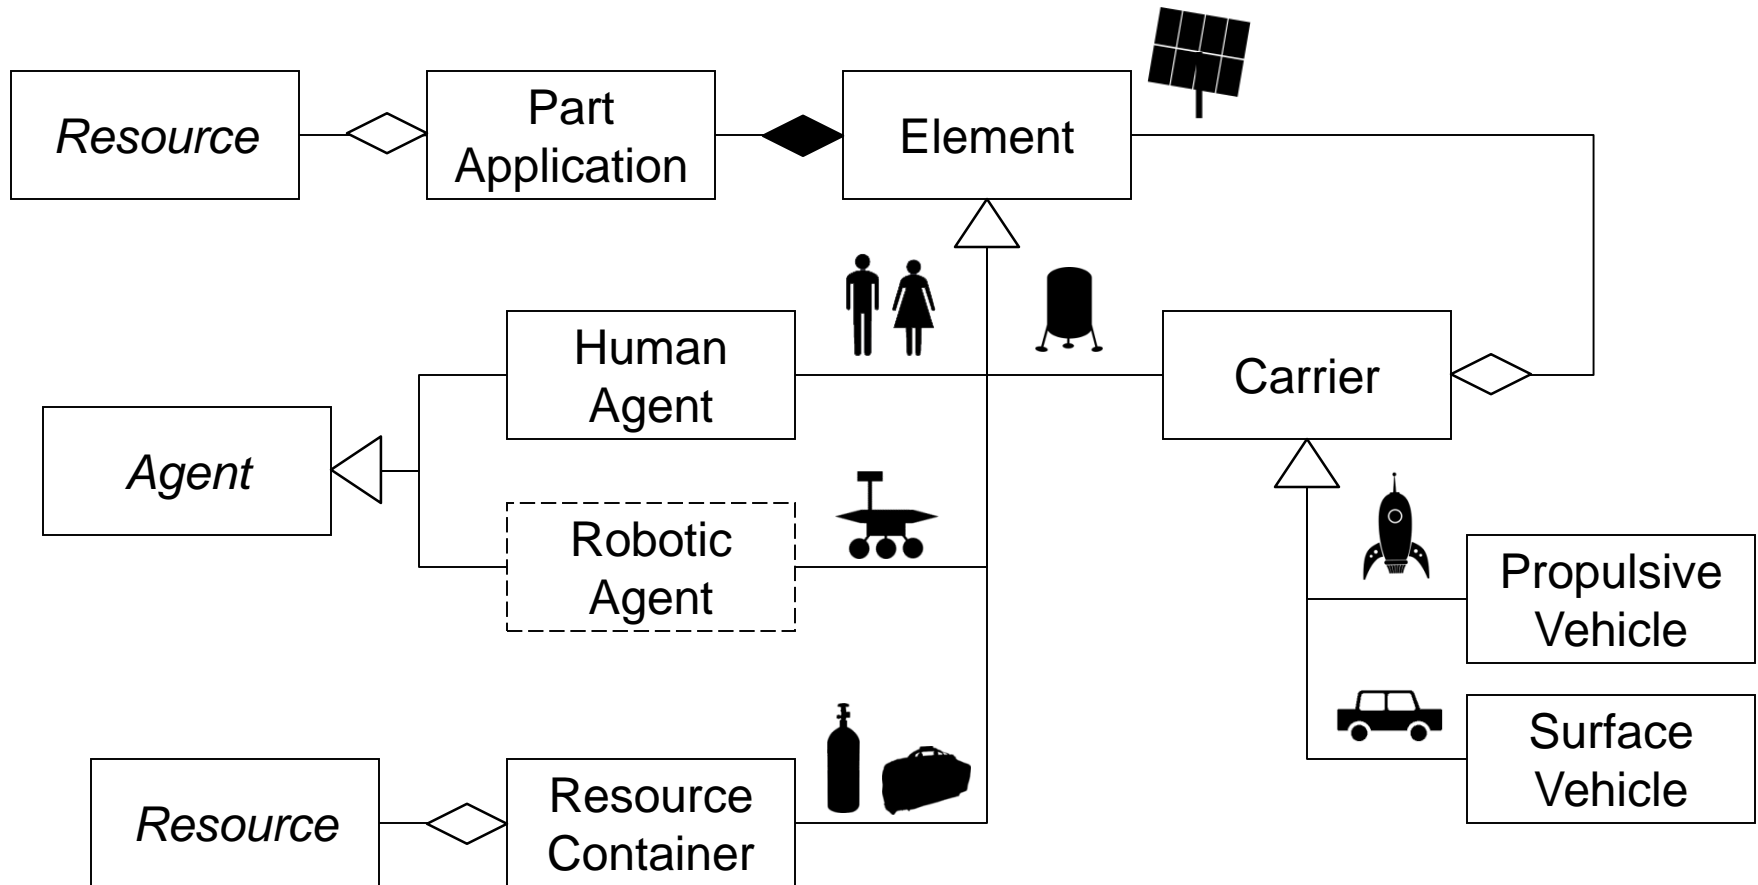 Resource
Part
Application
Element
Human
Agent
Carrier
Agent
Robotic
Agent
Propulsive
Vehicle
Surface
Vehicle
Resource
Resource
Container